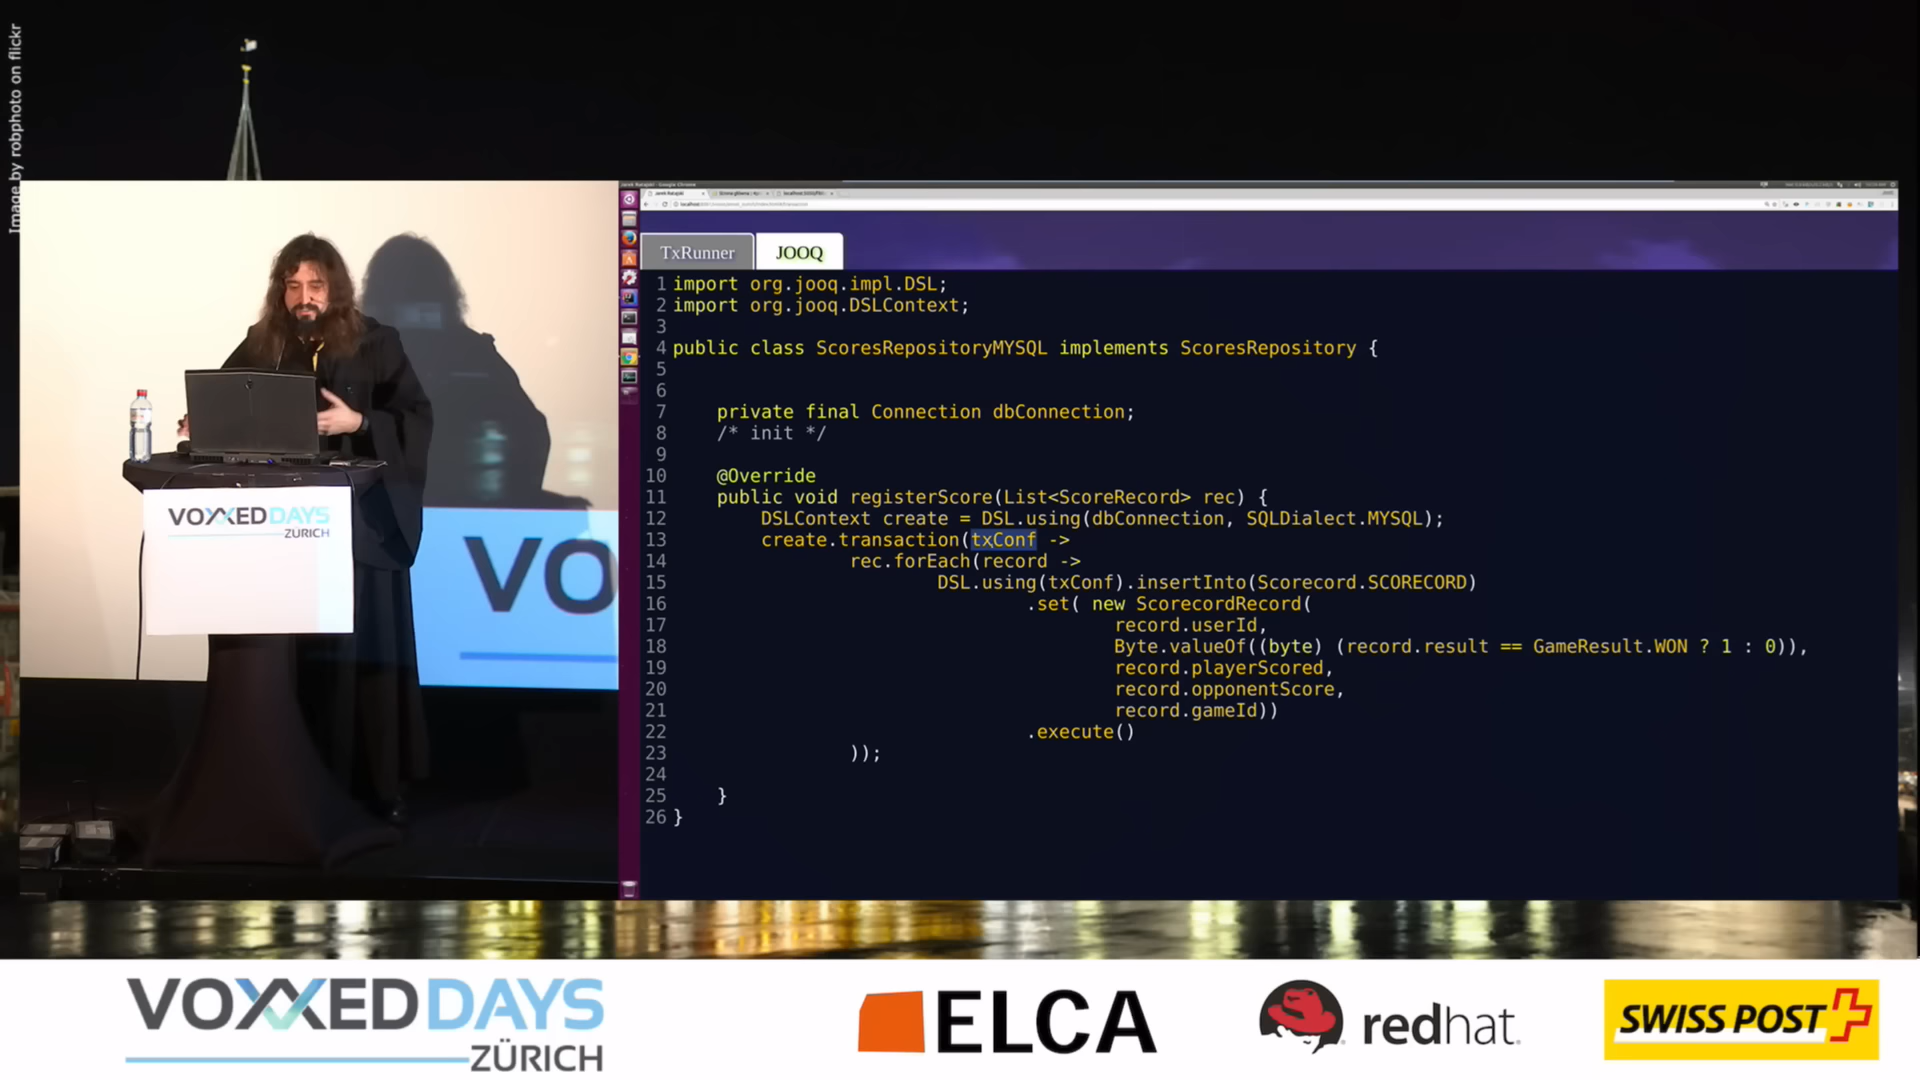 Image by robphoto on flickr
TxRunner
JOOQ
1 import org.jooq.impl.DSL;
2 import org.jooq.DSLContext;
3
4 public class ScoresRepositoryMYSQL implements ScoresRepository {
5
6
7 private final Connection dbConnection;
8 /* init */
9
10 @Override
11 public void registerScore(List<ScoreRecord> rec) {
12 DSLContext create = DSL.using(dbConnection, SQLDialect.MYSQL);
13 create.transaction(txConf ->
14 rec.forEach(record ->
15 DSL.using(txConf).insertInto(Scorecord.SCORECORD)
16 .set( new ScorecordRecord(
17 record.userId,
18 Byte.valueOf((byte) (record.result == GameResult.WON ? 1 : 0)),
19 record.playerScored,
20 record.opponentScore,
21 record.gameId))
22 .execute()
23 ));
24
25 }
26 }
VOXXEDDAYS
ZÜRICH
VO
VOXXEDDAYS
ZÜRICH
ELCA
redhat.
SWISS POST